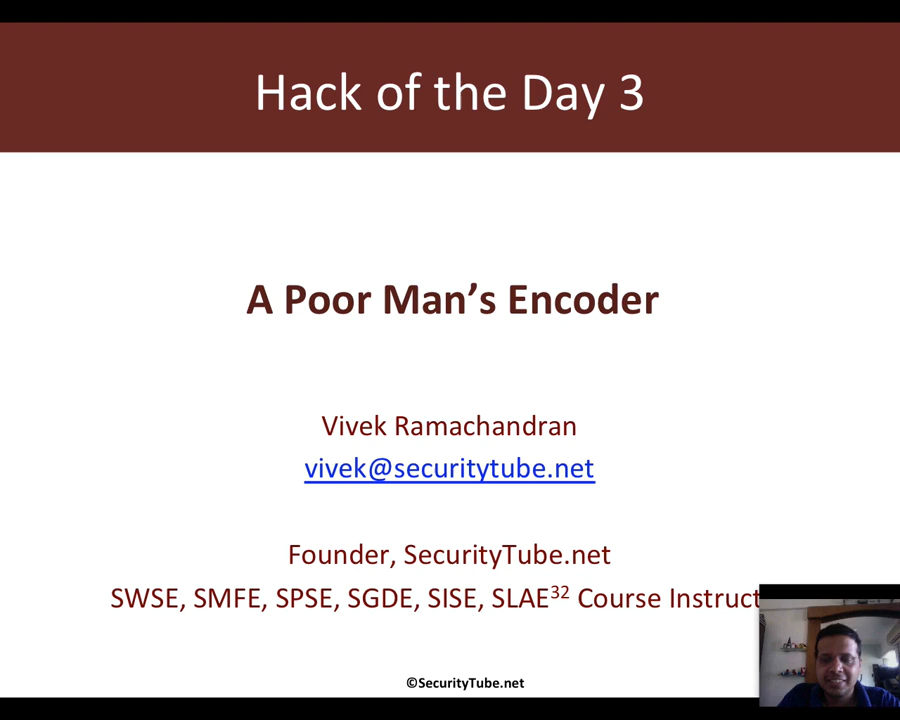 Hack of the Day 3
A Poor Man’s Encoder
Vivek Ramachandran
vivek@securitytube.net
Founder, SecurityTube.net
SWSE, SMFE, SPSE, SGDE, SISE, SLAE32 Course Instruct
©SecurityTube.net